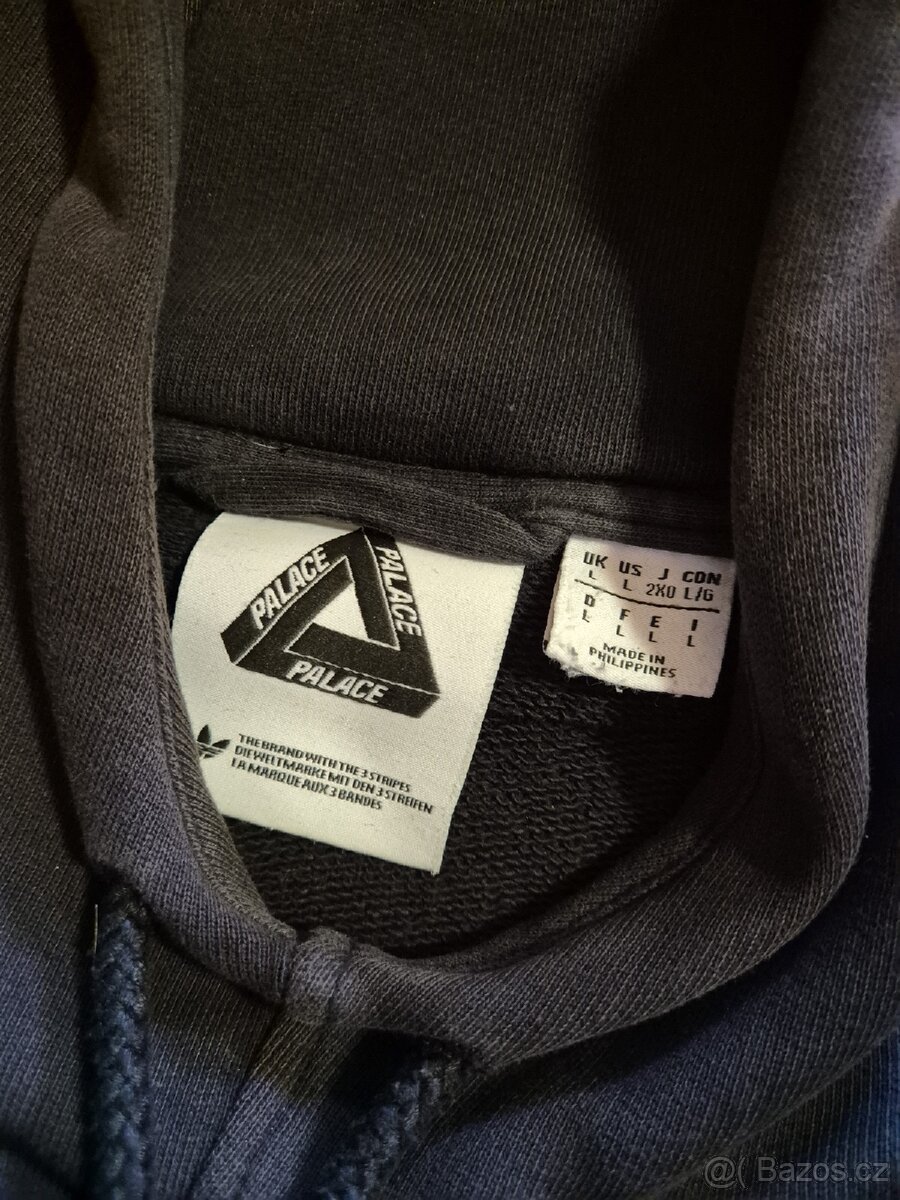 PALACE
PALACE
PALACE
THE BRAND WITH THE 3 STRIPES
DIE WELTMARKE MIT DEN 3 STREIFEN
LA MARQUE AUX 3 BANDES
UK US J CDN
L L 2XO L/G
D F E I
L L L L
MADE IN
PHILIPPINES
@( Bazos.cz